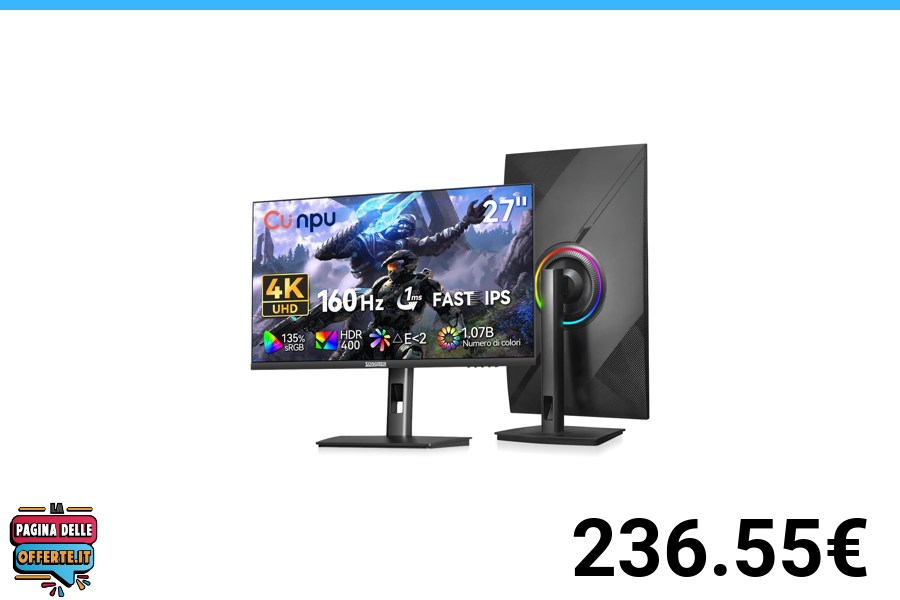 Cunpu
27"
4K
UHD
160Hz 1ms FAST IPS
135%
sRGB
HDR
400
△E<2
1.07B
Numero di colori
LA
PAGINA DELLE
OFFERTE.IT
236.55€